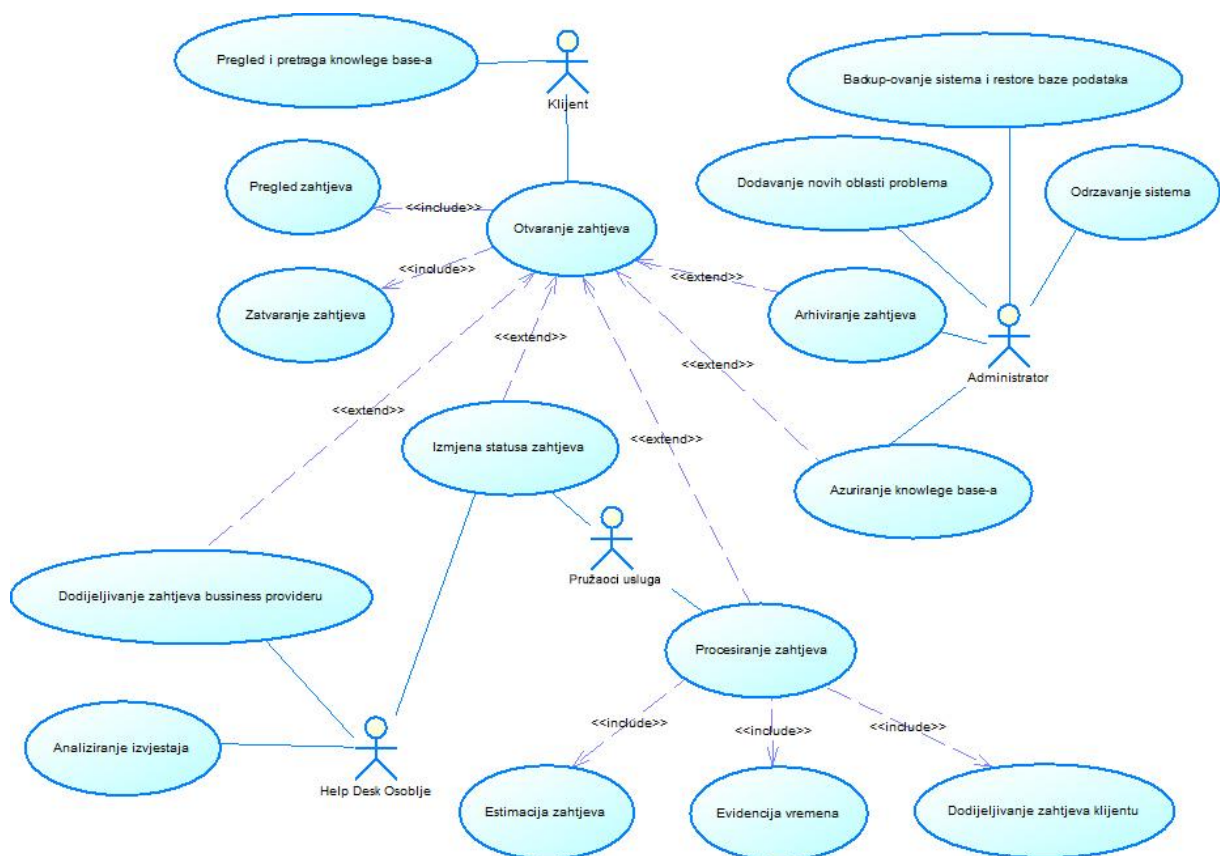 Pregled i pretraga knowlege base-a
Klijent
Backup-ovanje sistema i restore baze podataka
Pregled zahtjeva
Dodavanje novih oblasti problema
Odrzavanje sistema
<<include>>
Otvaranje zahtjeva
<<include>>
<<extend>>
Zatvaranje zahtjeva
Arhiviranje zahtjeva
<<extend>>
<<extend>>
Administrator
<<extend>>
<<extend>>
Izmjena statusa zahtjeva
Azuriranje knowlege base-a
Pružaoci usluga
Dodijeljivanje zahtjeva bussiness provideru
Procesiranje zahtjeva
<<include>>
<<include>>
<<include>>
Analiziranje izvjestaja
Help Desk Osoblje
Estimacija zahtjeva
Evidencija vremena
Dodijeljivanje zahtjeva klijentu